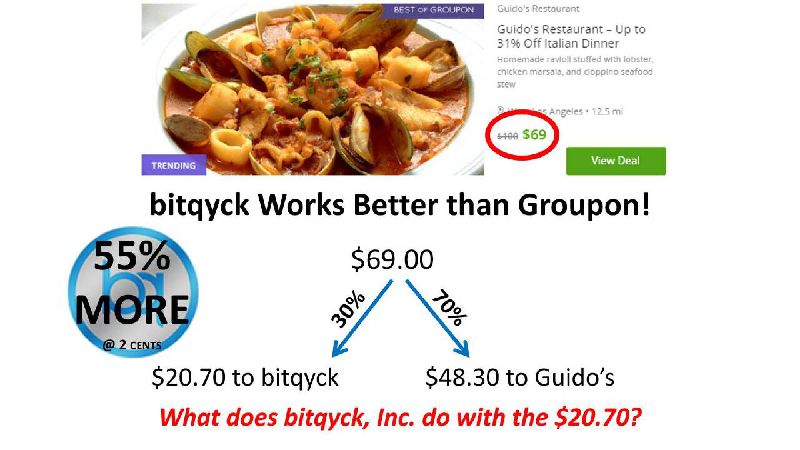 BEST OF GROUPON
Guido's Restaurant
Guido's Restaurant – Up to
31% Off Italian Dinner
Homemade ravioli stuffed with lobster,
chicken marsala, and cioppino seafood
stew
Los Angeles • 12.5 mi
$100 $69
TRENDING
View Deal
bitqyck Works Better than Groupon!
55%
MORE
@ 2 CENTS
$69.00
30%
70%
$20.70 to bitqyck
$48.30 to Guido’s
What does bitqyck, Inc. do with the $20.70?